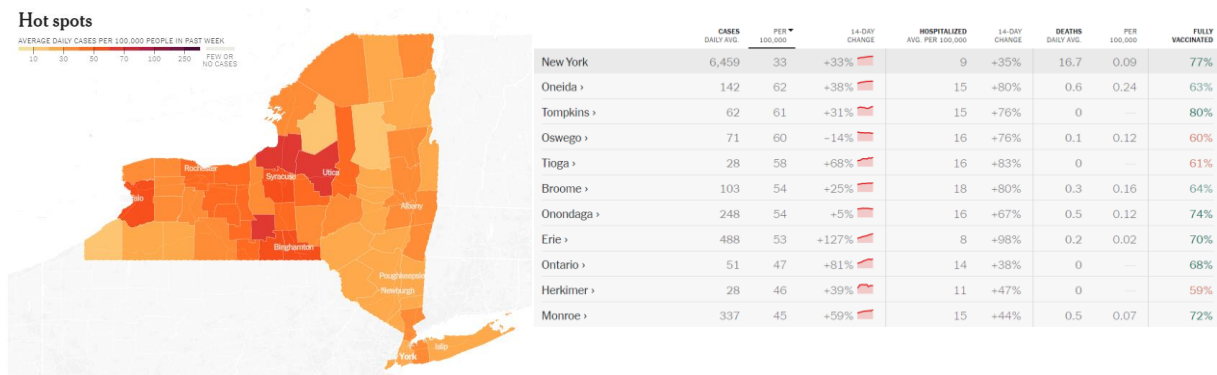 Hot spots
AVERAGE DAILY CASES PER 100,000 PEOPLE IN PAST WEEK
10 30 50 70 100 250 FEW OR NO CASES
Rochester
Syracuse
Utica
alo
Albany
Binghamton
Poughkeepsie
Newburgh
York
Islip
CASES DAILY AVG. PER 100,000 14-DAY CHANGE HOSPITALIZED AVG. PER 100,000 14-DAY CHANGE DEATHS DAILY AVG. PER 100,000 FULLY VACCINATED
New York 6,459 33 +33% 9 +35% 16.7 0.09 77%
Oneida › 142 62 +38% 15 +80% 0.6 0.24 63%
Tompkins › 62 61 +31% 15 +76% 0 — 80%
Oswego › 71 60 –14% 16 +76% 0.1 0.12 60%
Tioga › 28 58 +68% 16 +83% 0 — 61%
Broome › 103 54 +25% 18 +80% 0.3 0.16 64%
Onondaga › 248 54 +5% 16 +67% 0.5 0.12 74%
Erie › 488 53 +127% 8 +98% 0.2 0.02 70%
Ontario › 51 47 +81% 14 +38% 0 — 68%
Herkimer › 28 46 +39% 11 +47% 0 — 59%
Monroe › 337 45 +59% 15 +44% 0.5 0.07 72%